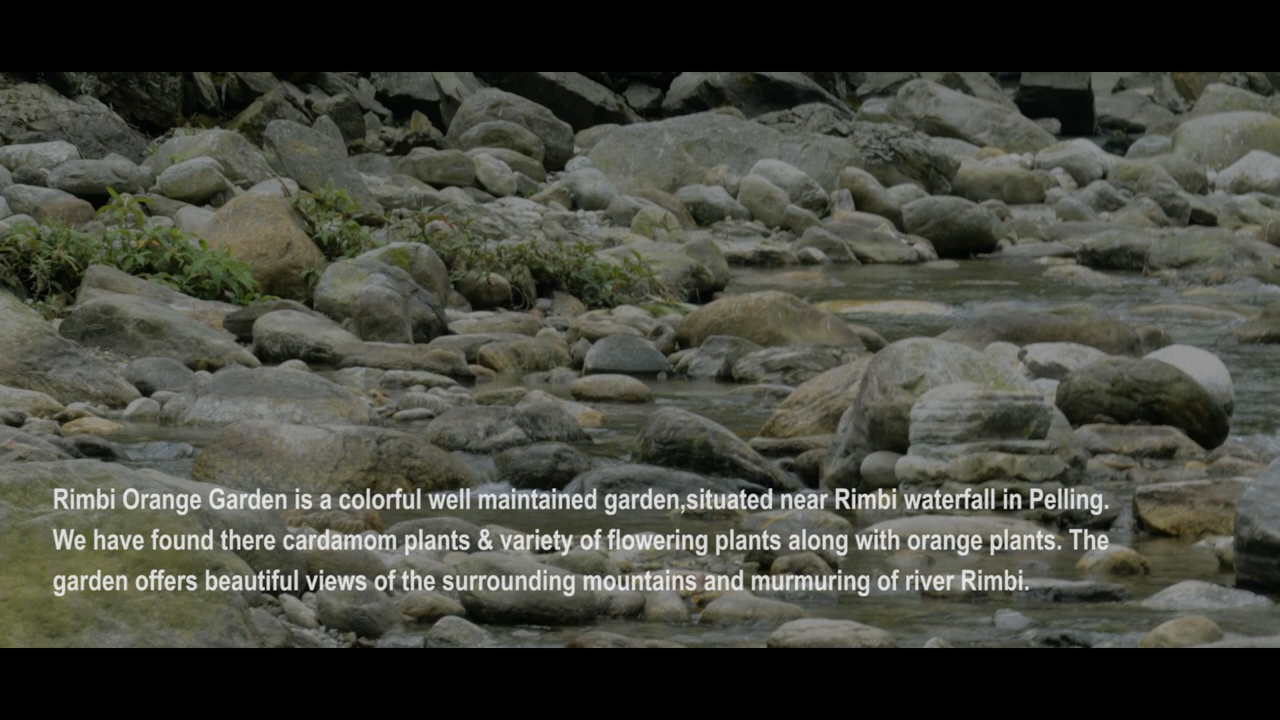 Rimbi Orange Garden is a colorful well maintained garden,situated near Rimbi waterfall in Pelling.
We have found there cardamom plants & variety of flowering plants along with orange plants. The
garden offers beautiful views of the surrounding mountains and murmuring of river Rimbi.